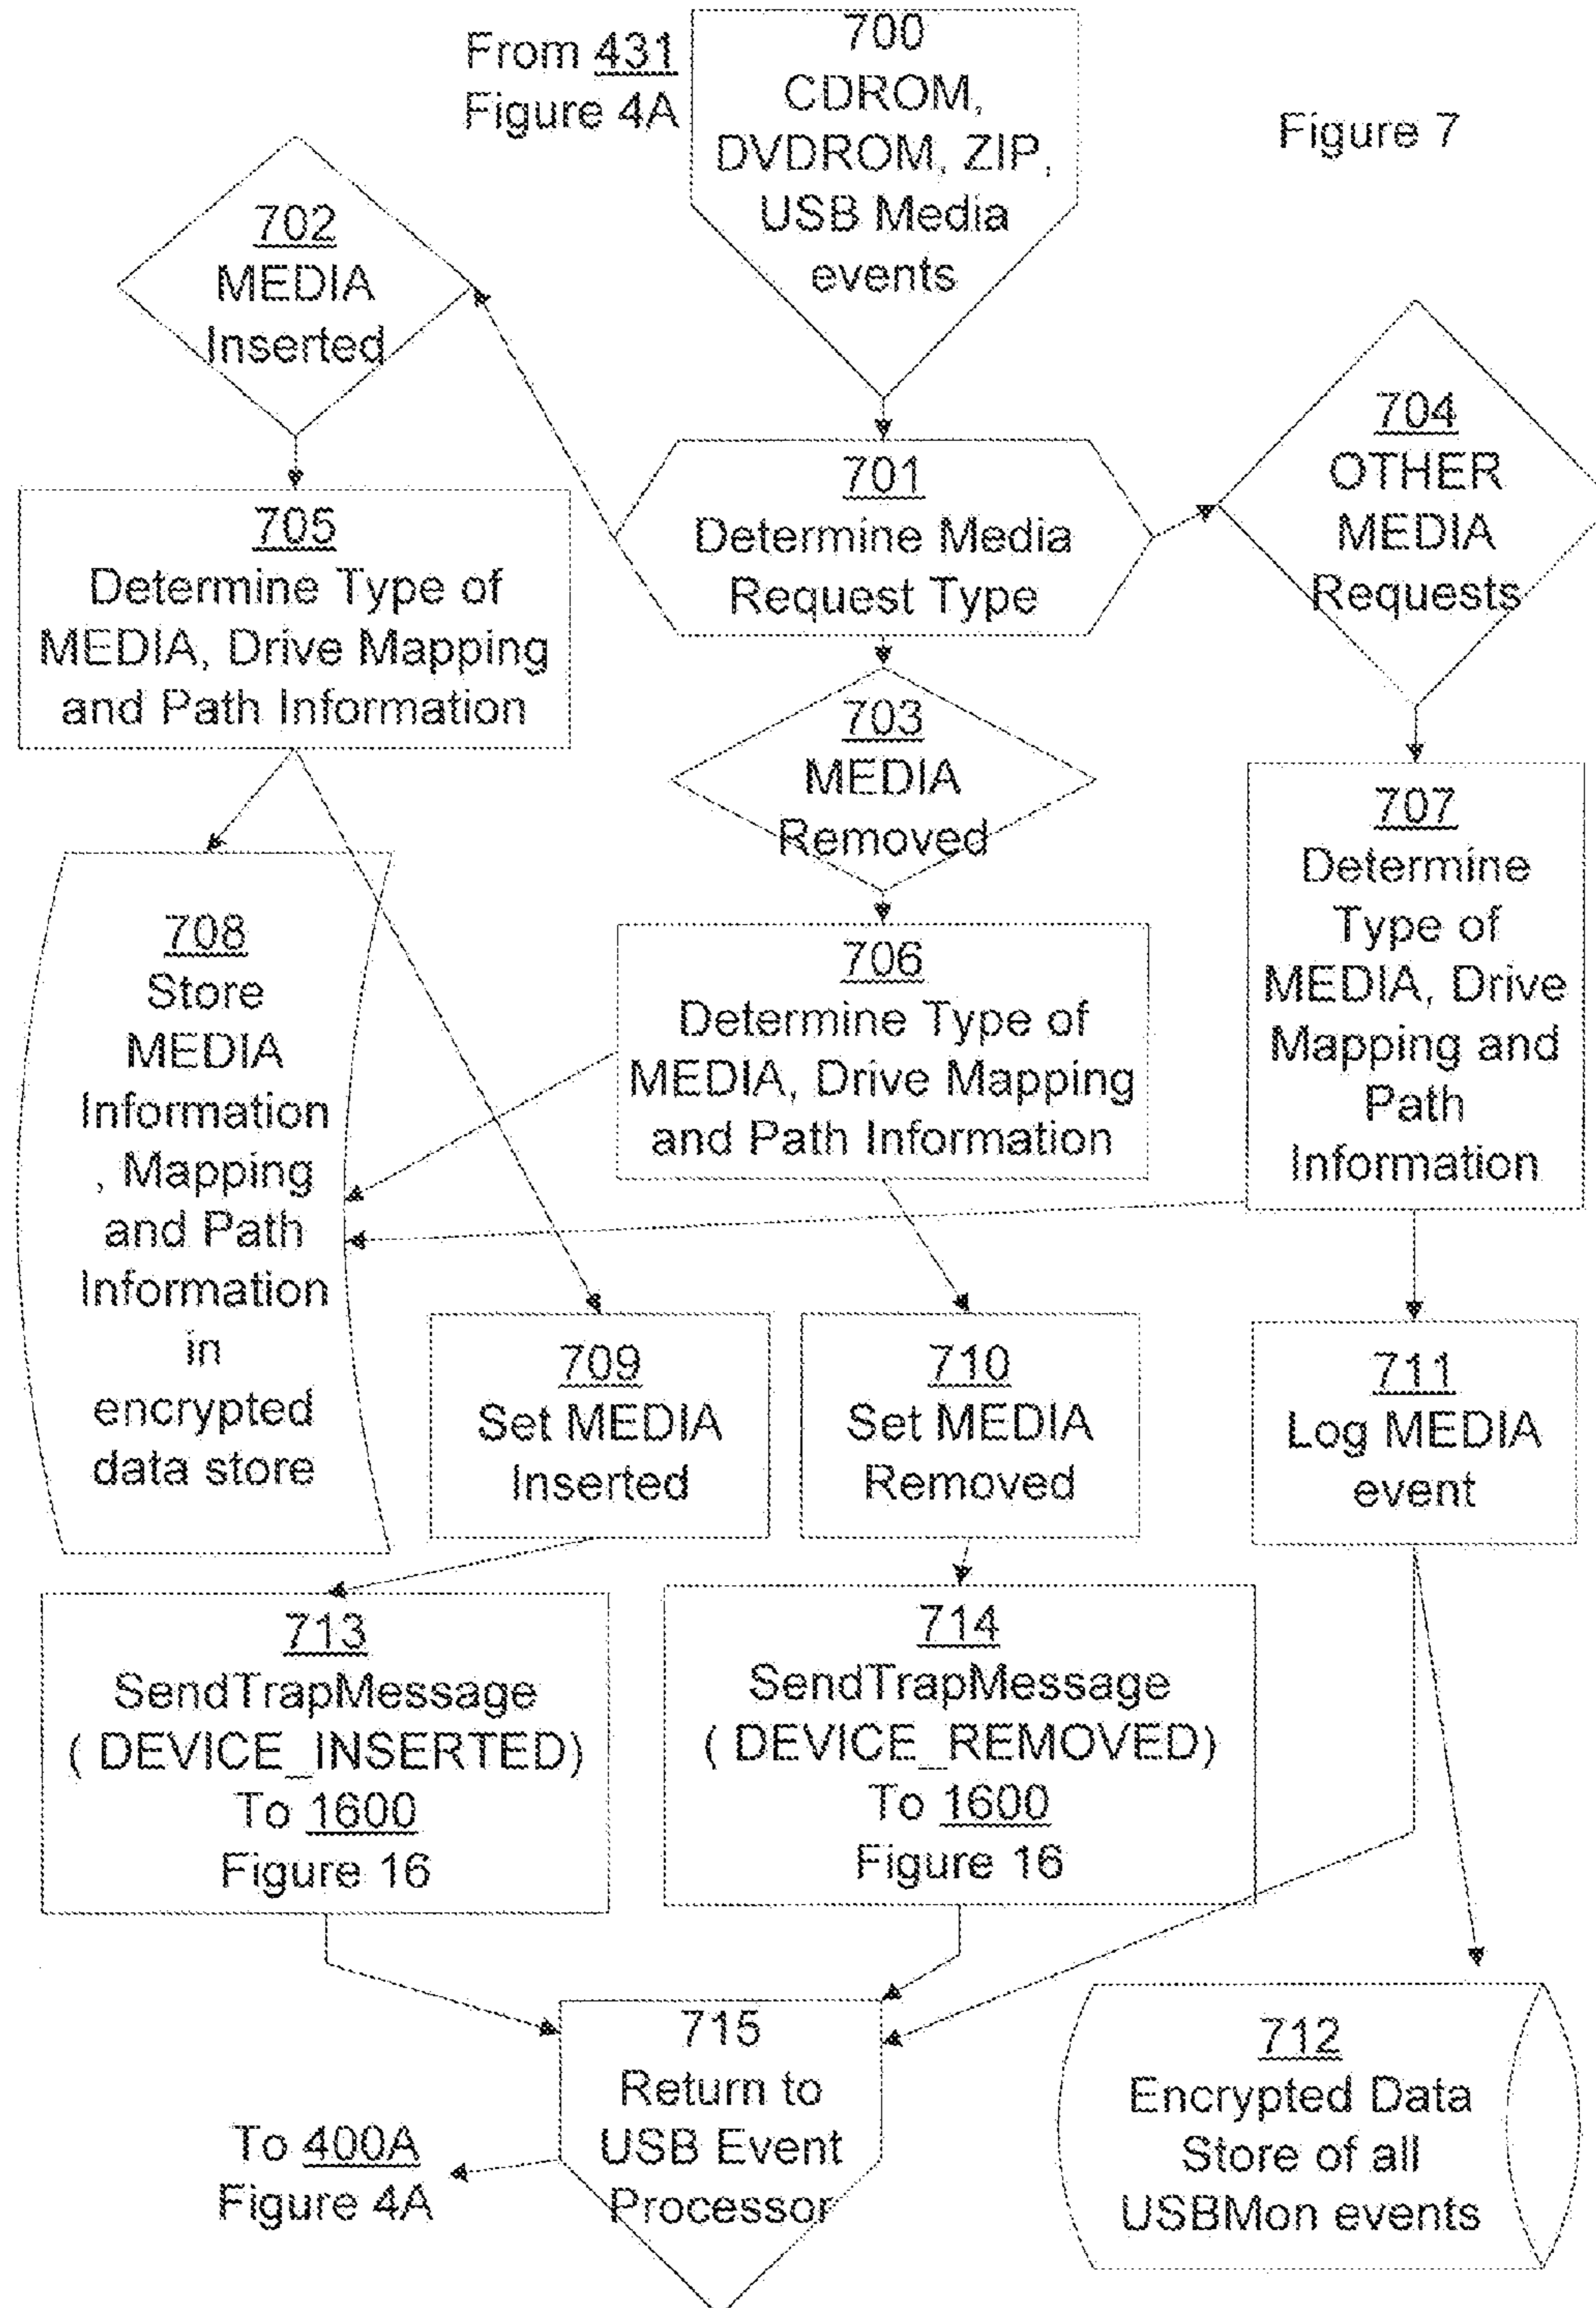 From 431
Figure 4A
700
CDROM,
DVDROM, ZIP,
USB Media
events
Figure 7
702
MEDIA
Inserted
701
Determine Media
Request Type
704
OTHER
MEDIA
Requests
705
Determine Type of
MEDIA, Drive Mapping
and Path Information
703
MEDIA
Removed
707
Determine
Type of
MEDIA, Drive
Mapping and
Path
Information
708
Store
MEDIA
Information
, Mapping
and Path
Information
in
encrypted
data store
706
Determine Type of
MEDIA, Drive Mapping
and Path Information
709
Set MEDIA
Inserted
710
Set MEDIA
Removed
711
Log MEDIA
event
713
SendTrapMessage
( DEVICE_INSERTED)
To 1600
Figure 16
714
SendTrapMessage
( DEVICE_REMOVED)
To 1600
Figure 16
715
Return to
USB Event
Processor
To 400A
Figure 4A
712
Encrypted Data
Store of all
USBMon events